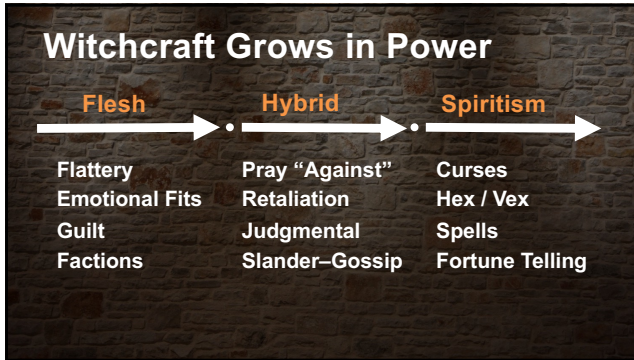 Witchcraft Grows in Power
Flesh Hybrid Spiritism
Flattery Pray “Against” Curses
Emotional Fits Retaliation Hex / Vex
Guilt Judgmental Spells
Factions Slander–Gossip Fortune Telling